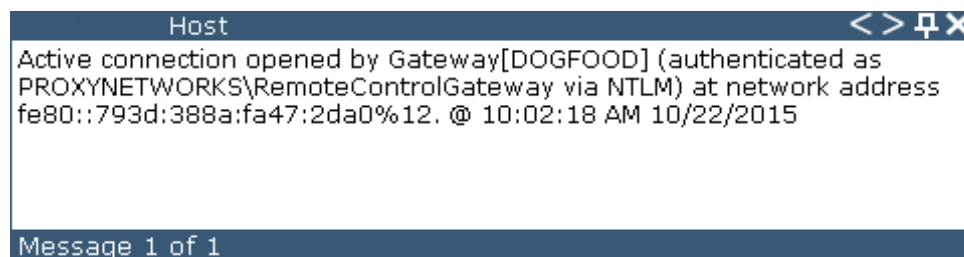 Host
Active connection opened by Gateway[DOGFOOD] (authenticated as
PROXYNETWORKS\RemoteControlGateway via NTLM) at network address
fe80::793d:388a:fa47:2da0%12. @ 10:02:18 AM 10/22/2015
Message 1 of 1